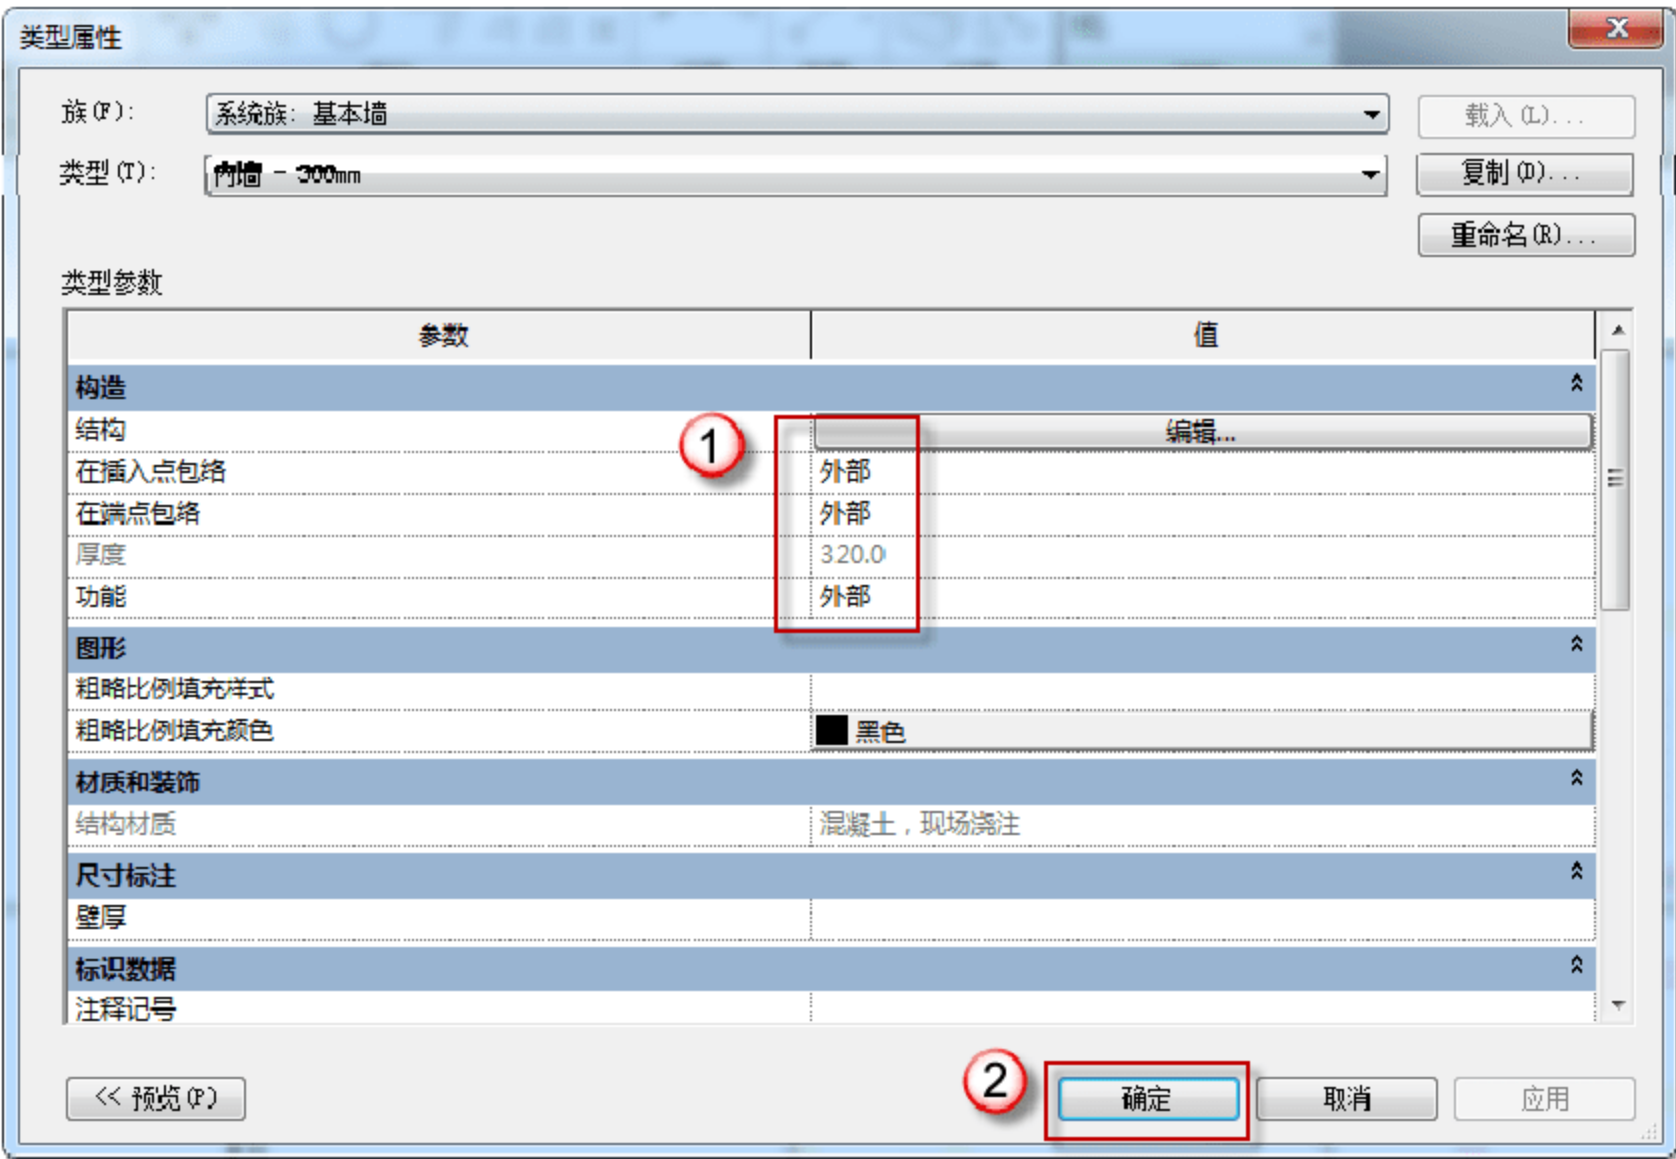 类型属性
族(F): 系统族: 基本墙 载入(L)...
类型(T): 内墙 - 300mm 复制(D)...
重命名(R)...
类型参数
参数 值
构造
结构 编辑...
1
在插入点包络 外部
在端点包络 外部
厚度 320.0
功能 外部
图形
粗略比例填充样式
粗略比例填充颜色 黑色
材质和装饰
结构材质 混凝土，现场浇注
尺寸标注
壁厚
标识数据
注释记号
<< 预览(P) 2 确定 取消 应用